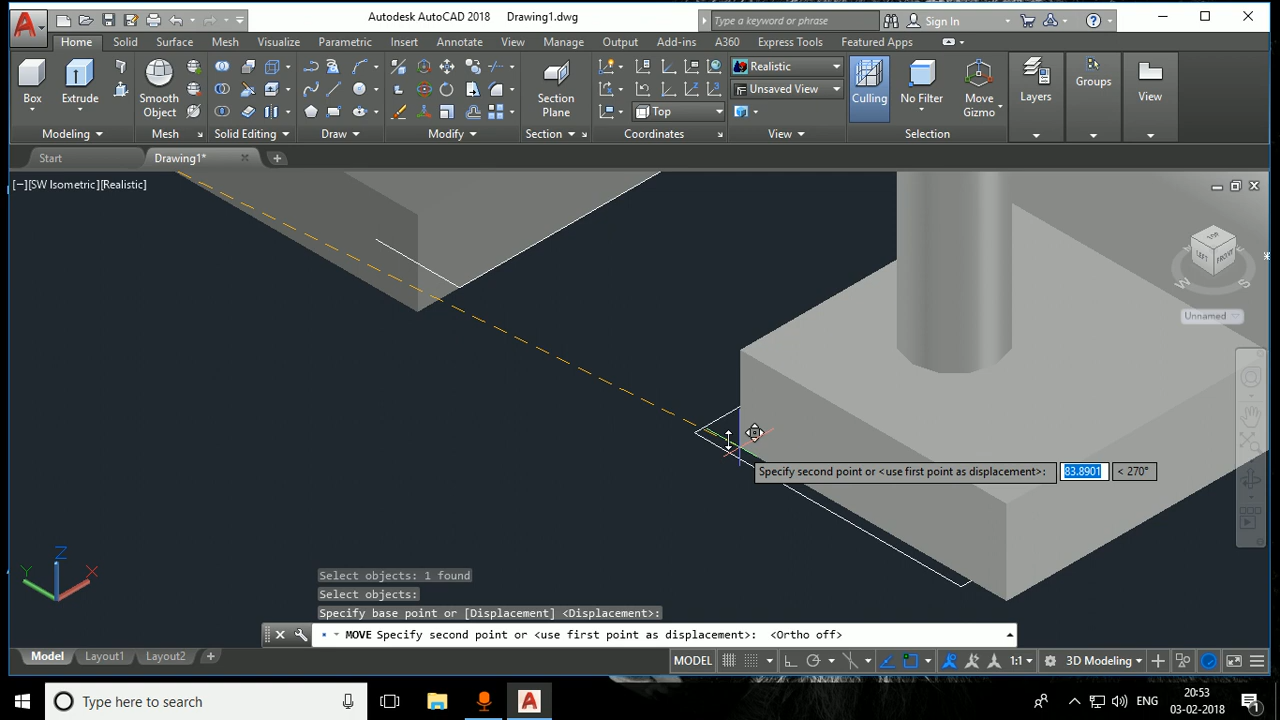 Autodesk AutoCAD 2018 Drawing1.dwg
Type a keyword or phrase
Sign In
Home Solid Surface Mesh Visualize Parametric Insert Annotate View Manage Output Add-ins A360 Express Tools Featured Apps
Box
Extrude
Smooth
Object
Section
Plane
Realistic
Unsaved View
Top
Culling
No Filter
Move
Gizmo
Layers
Groups
View
Modeling
Mesh
Solid Editing
Draw
Modify
Section
Coordinates
View
Selection
Start
Drawing1*
[−][SW Isometric][Realistic]
TOP
LEFT
FRONT
W
S
Unnamed
Specify second point or <use first point as displacement>: 83.8901 < 270°
Z
Y
X
Select objects: 1 found
Select objects:
Specify base point or [Displacement] <Displacement>:
MOVE Specify second point or <use first point as displacement>: <Ortho off>
Model Layout1 Layout2
MODEL
1:1
3D Modeling
Type here to search
ENG
20:53
03-02-2018
1